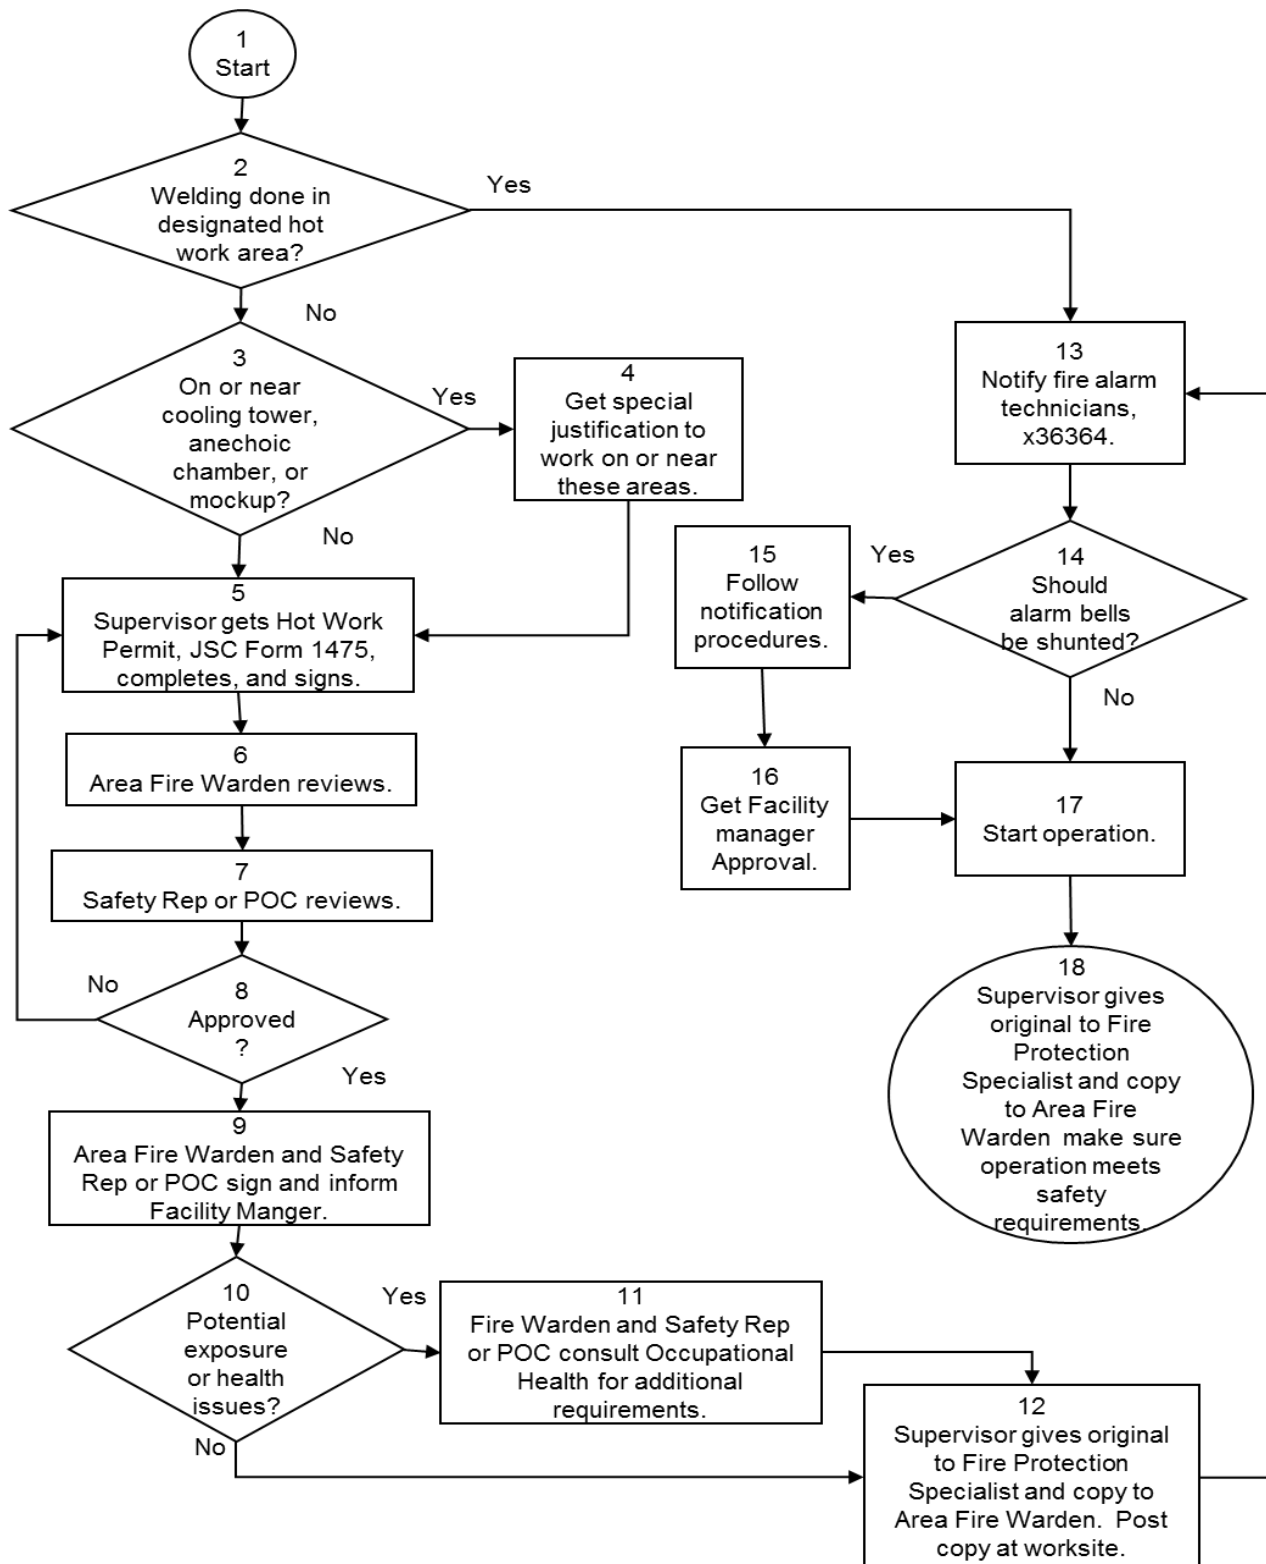 1
Start
2
Welding done in
designated hot
work area?
Yes
No
3
On or near
cooling tower,
anechoic
chamber, or
mockup?
Yes
No
4
Get special
justification to
work on or near
these areas.
5
Supervisor gets Hot Work
Permit, JSC Form 1475,
completes, and signs.
6
Area Fire Warden reviews.
7
Safety Rep or POC reviews.
8
Approved
?
No
Yes
9
Area Fire Warden and Safety
Rep or POC sign and inform
Facility Manger.
10
Potential
exposure
or health
issues?
Yes
No
11
Fire Warden and Safety Rep
or POC consult Occupational
Health for additional
requirements.
12
Supervisor gives original
to Fire Protection
Specialist and copy to
Area Fire Warden. Post
copy at worksite.
13
Notify fire alarm
technicians,
x36364.
14
Should
alarm bells
be shunted?
Yes
No
15
Follow
notification
procedures.
16
Get Facility
manager
Approval.
17
Start operation.
18
Supervisor gives
original to Fire
Protection
Specialist and copy
to Area Fire
Warden make sure
operation meets
safety
requirements.